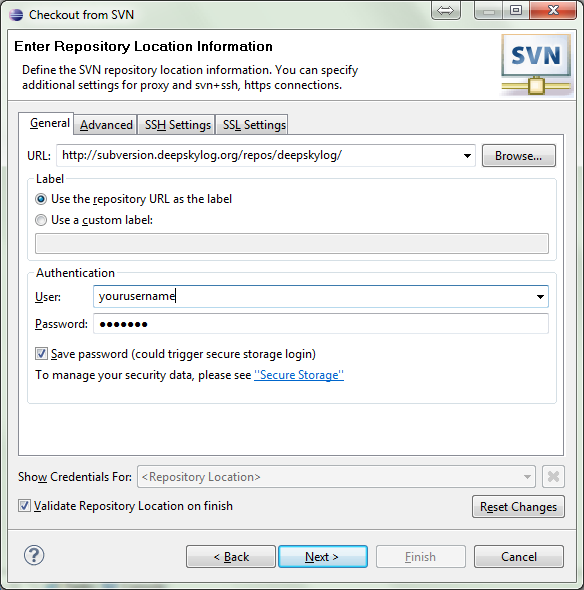 Checkout from SVN
Enter Repository Location Information
Define the SVN repository location information. You can specify
additional settings for proxy and svn+ssh, https connections.
SVN
General Advanced SSH Settings SSL Settings
URL: http://subversion.deepskylog.org/repos/deepskylog/ Browse...
Label
Use the repository URL as the label
Use a custom label:
Authentication
User: yourusername
Password: ●●●●●●●
Save password (could trigger secure storage login)
To manage your security data, please see "Secure Storage"
Show Credentials For: <Repository Location>
Validate Repository Location on finish Reset Changes
? < Back Next > Finish Cancel